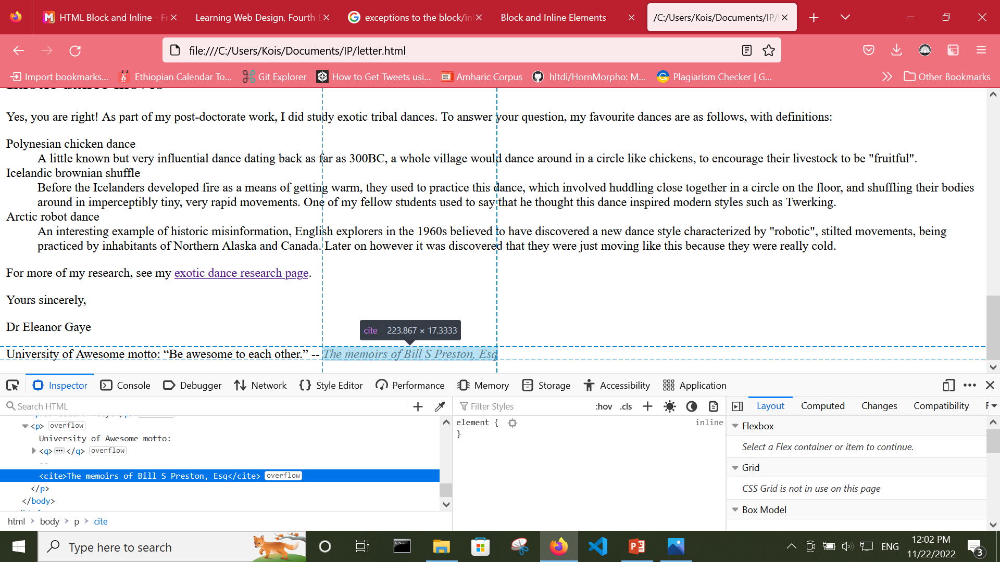 HTML Block and Inline - Fr
Learning Web Design, Fourth E
exceptions to the block/inl
Block and Inline Elements
/C:/Users/Kois/Documents/IP/l
file:///C:/Users/Kois/Documents/IP/letter.html
Import bookmarks...
Ethiopian Calendar To...
Git Explorer
How to Get Tweets usi...
Amharic Corpus
hltdi/HornMorpho: M...
Plagiarism Checker | G...
Other Bookmarks
Exotic dance moves
Yes, you are right! As part of my post-doctorate work, I did study exotic tribal dances. To answer your question, my favourite dances are as follows, with definitions:
Polynesian chicken dance
A little known but very influential dance dating back as far as 300BC, a whole village would dance around in a circle like chickens, to encourage their livestock to be "fruitful".
Icelandic brownian shuffle
Before the Icelanders developed fire as a means of getting warm, they used to practice this dance, which involved huddling close together in a circle on the floor, and shuffling their bodies
around in imperceptibly tiny, very rapid movements. One of my fellow students used to say that he thought this dance inspired modern styles such as Twerking.
Arctic robot dance
An interesting example of historic misinformation, English explorers in the 1960s believed to have discovered a new dance style characterized by "robotic", stilted movements, being
practiced by inhabitants of Northern Alaska and Canada. Later on however it was discovered that they were just moving like this because they were really cold.
For more of my research, see my exotic dance research page.
Yours sincerely,
Dr Eleanor Gaye
cite 223.867 × 17.3333
University of Awesome motto: “Be awesome to each other.” -- The memoirs of Bill S Preston, Esq
Inspector
Console
Debugger
Network
Style Editor
Performance
Memory
Storage
Accessibility
Application
Search HTML
Filter Styles
:hov .cls
Layout
Computed
Changes
Compatibility
<p> overflow
University of Awesome motto:
<q>···</q> overflow
--
<cite>The memoirs of Bill S Preston, Esq</cite> overflow
</p>
</body>
html
body
p
cite
element {
inline
}
Flexbox
Select a Flex container or item to continue.
Grid
CSS Grid is not in use on this page
Box Model
Type here to search
ENG
12:02 PM
11/22/2022
3